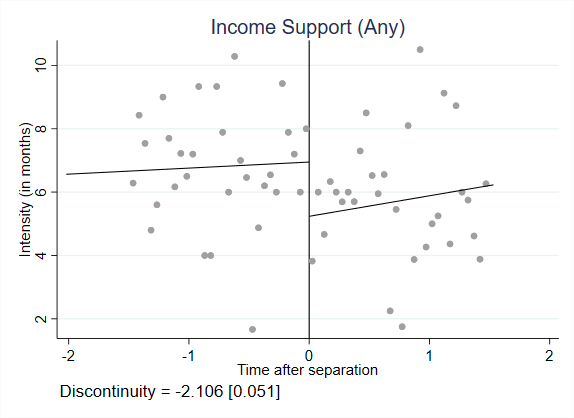 Income Support (Any)
Intensity (in months)
10
8
6
4
2
-2 -1 0 1 2
Time after separation
Discontinuity = -2.106 [0.051]